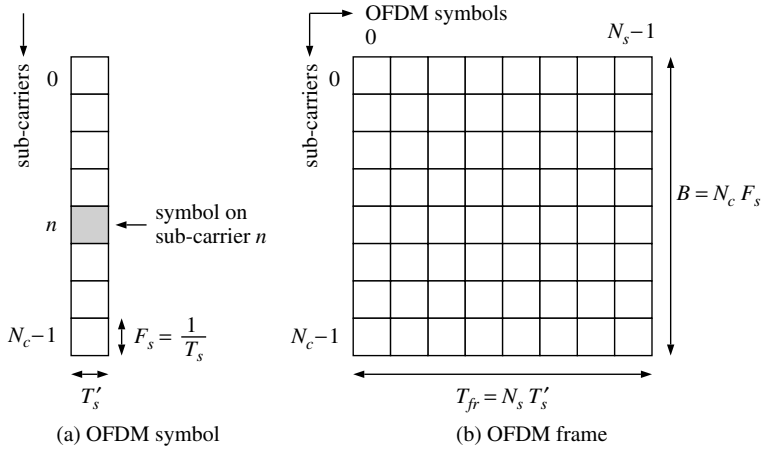 sub-carriers
0
n
N_c−1
symbol on
sub-carrier n
F_s = 1/T_s
T′_s
(a) OFDM symbol
OFDM symbols
0
N_s−1
sub-carriers
0
N_c−1
B = N_c F_s
T_fr = N_s T′_s
(b) OFDM frame